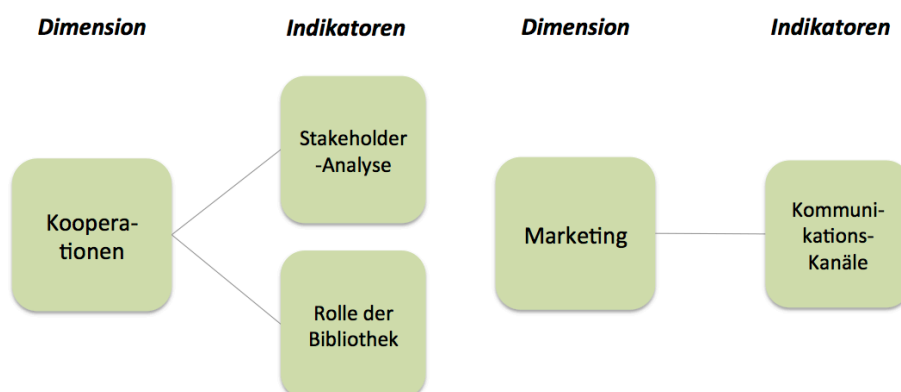 Dimension
Indikatoren
Dimension
Indikatoren
Stakeholder
-Analyse
Koopera-
tionen
Rolle der
Bibliothek
Marketing
Kommuni-
kations-
Kanäle